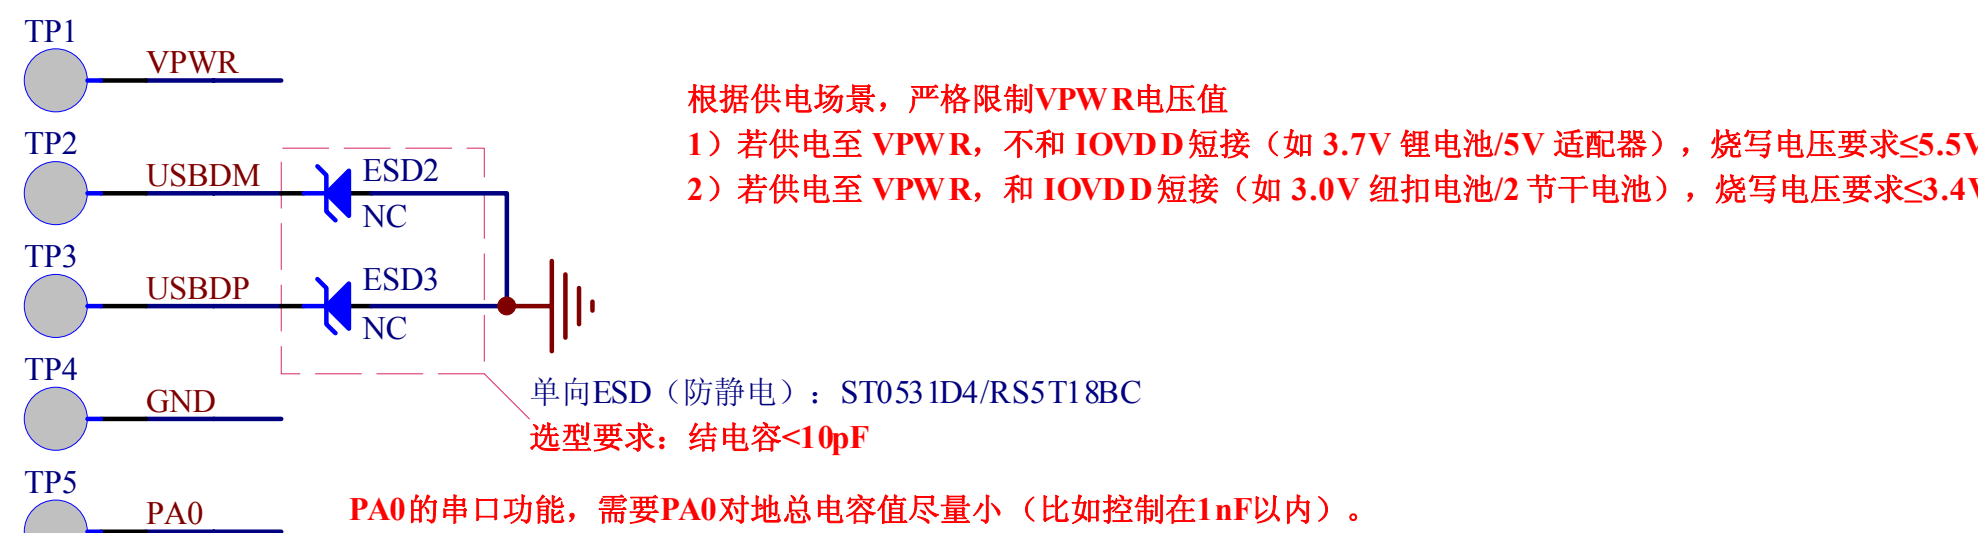 TP1
VPWR
根据供电场景，严格限制VPWR电压值
TP2
1）若供电至 VPWR，不和 IOVDD短接（如 3.7V 锂电池/5V 适配器），烧写电压要求≤5.5V
USBDM
ESD2
2）若供电至 VPWR，和 IOVDD短接（如 3.0V 纽扣电池/2 节干电池），烧写电压要求≤3.4V
NC
TP3
USBDP
ESD3
NC
TP4
GND
单向ESD（防静电）：ST0531D4/RS5T18BC
选型要求：结电容<10pF
TP5
PA0
PA0的串口功能，需要PA0对地总电容值尽量小（比如控制在1nF以内）。